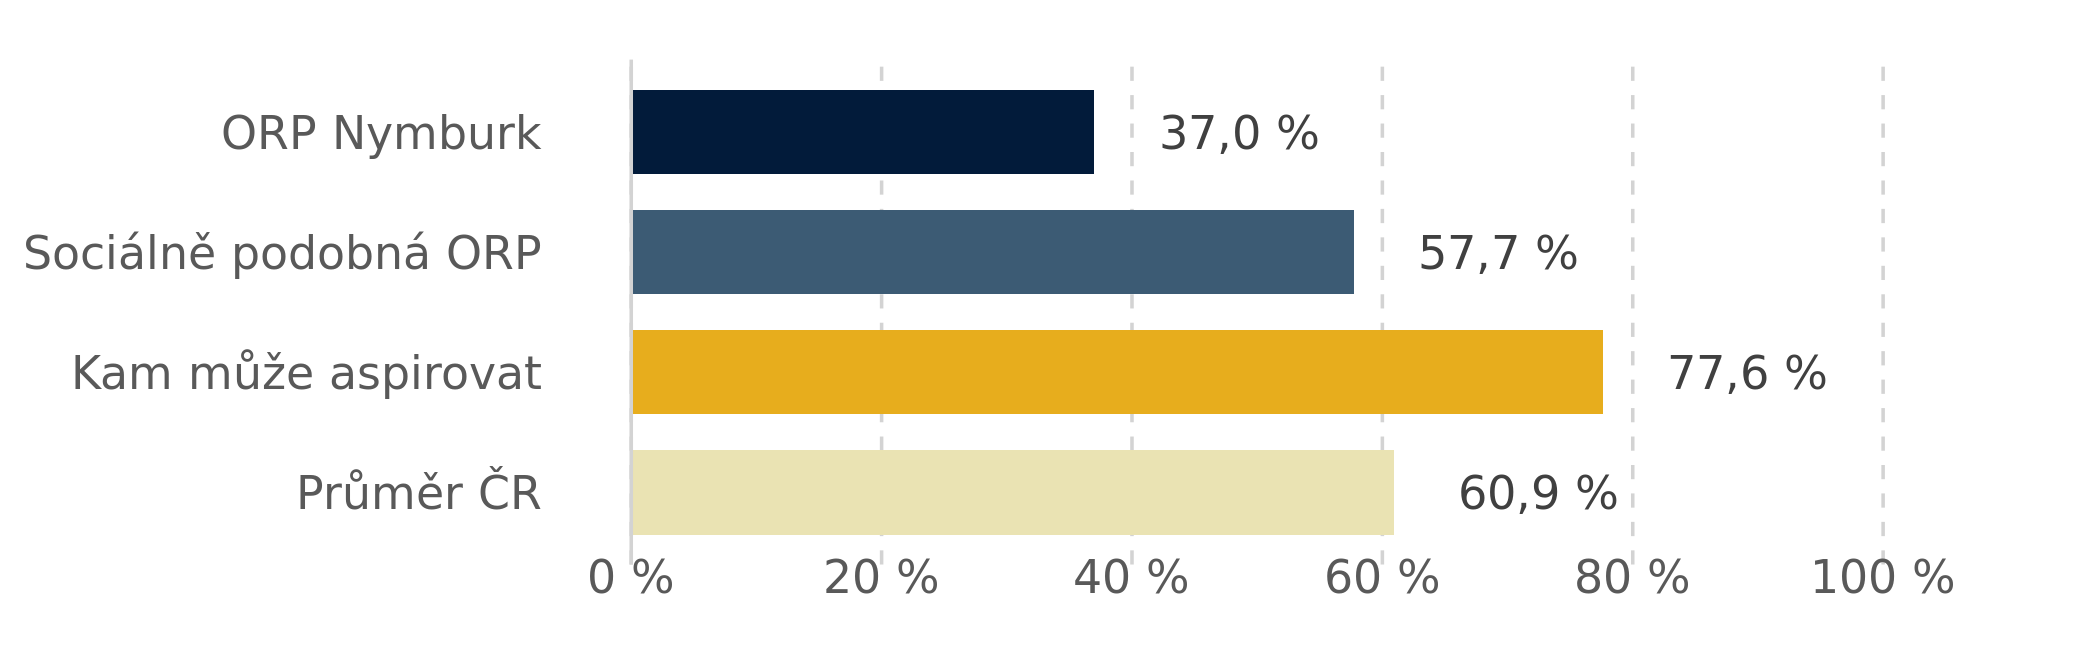 ORP Nymburk
37,0 %
Sociálně podobná ORP
57,7 %
Kam může aspirovat
77,6 %
Průměr ČR
60,9 %
0 % 20 % 40 % 60 % 80 % 100 %